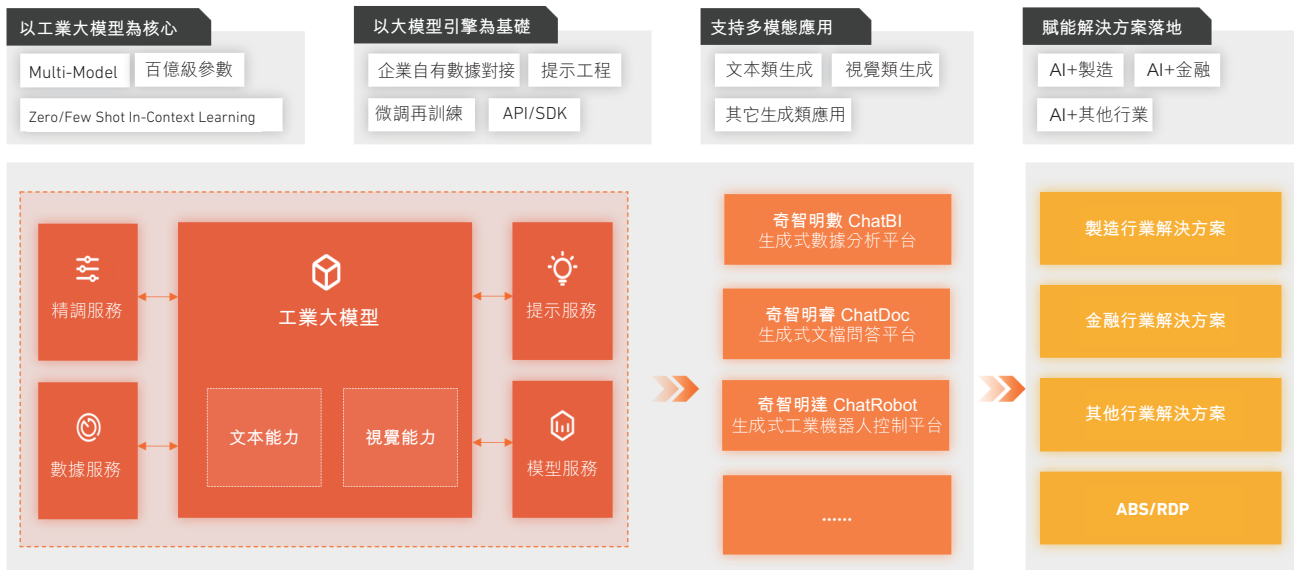 以工業大模型為核心
Multi-Model
百億級參數
Zero/Few Shot In-Context Learning
以大模型引擎為基礎
企業自有數據對接
提示工程
微調再訓練
API/SDK
支持多模態應用
文本類生成
視覺類生成
其它生成類應用
賦能解決方案落地
AI+製造
AI+金融
AI+其他行業
精調服務
數據服務
工業大模型
文本能力
視覺能力
提示服務
模型服務
奇智明數 ChatBI
生成式數據分析平台
奇智明睿 ChatDoc
生成式文檔問答平台
奇智明達 ChatRobot
生成式工業機器人控制平台
......
製造行業解決方案
金融行業解決方案
其他行業解決方案
ABS/RDP